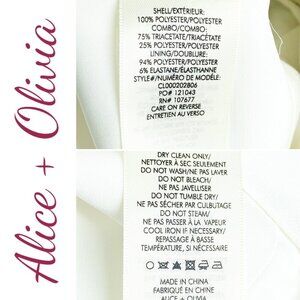 Alice + Olivia
SHELL/EXTÉRIEUR:
100% POLYESTER/POLYESTER
COMBO/COMBO:
75% TRIACETATE/TRIACÉTATE
25% POLYESTER/POLYESTER
LINING/DOUBLURE:
94% POLYESTER/POLYESTER
6% ELASTANE/ÉLASTHANNE
STYLE#/NUMÉRO DE MODÉLE:
CL000202806
PO# 121043
RN# 107677
CARE ON REVERSE
ENTRETIEN AU VERSO
DRY CLEAN ONLY/
NETTOYER À SEC SEULEMENT
DO NOT WASH/NE PAS LAVER
DO NOT BLEACH/
NE PAS JAVELLISER
DO NOT TUMBLE DRY/
NE PAS SÉCHER PAR CULBUTAGE
DO NOT STEAM/
NE PAS PASSER À LA VAPEUR
COOL IRON IF NECESSARY/
REPASSAGE À BASSE
TEMPÉRATURE, SI NÉCESSAIRE
MADE IN CHINA
FABRIQUÉ EN CHINE
ALICE + OLIVIA